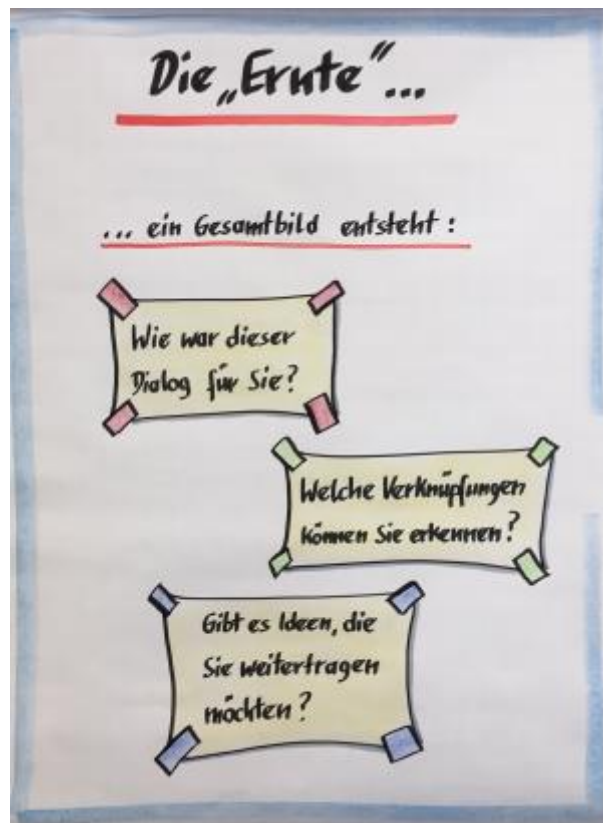 Die „Ernte“...
... ein Gesamtbild entsteht:
Wie war dieser
Dialog für Sie?
Welche Verknüpfungen
können Sie erkennen?
Gibt es Ideen, die
Sie weitertragen
möchten?